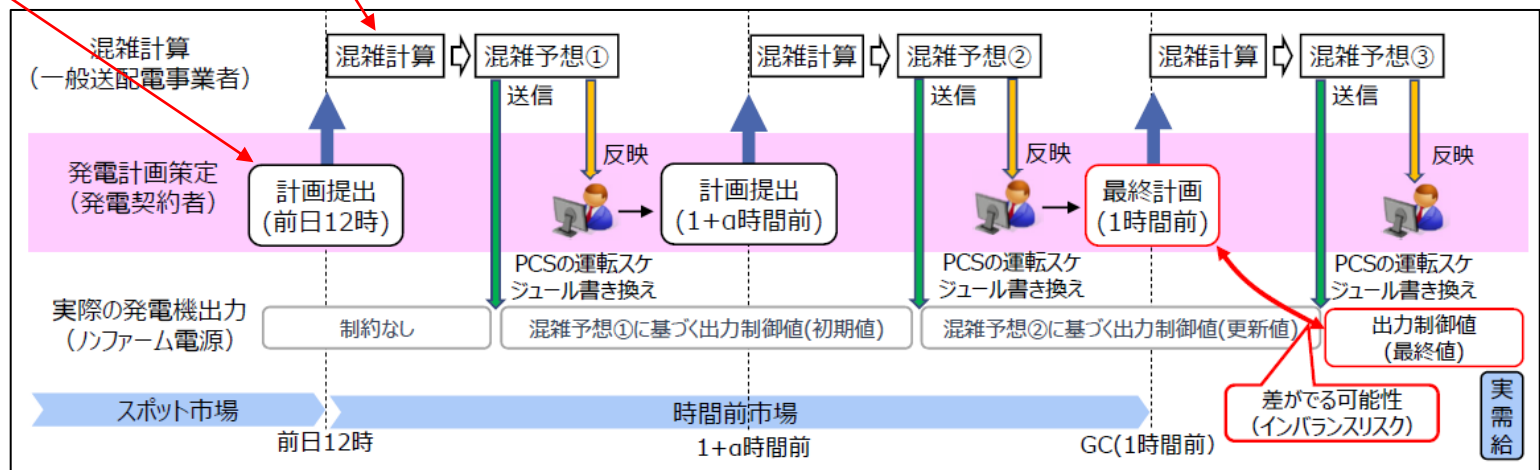 混雑計算
(一般送配電事業者)
混雑計算
混雑予想①
混雑計算
混雑予想②
混雑計算
混雑予想③
送信
送信
送信
反映
反映
反映
発電計画策定
(発電契約者)
計画提出
(前日12時)
計画提出
(1+α時間前)
最終計画
(1時間前)
PCSの運転スケ
ジュール書き換え
PCSの運転スケ
ジュール書き換え
PCSの運転スケ
ジュール書き換え
実際の発電機出力
(ノンファーム電源)
制約なし
混雑予想①に基づく出力制御値(初期値)
混雑予想②に基づく出力制御値(更新値)
出力制御値
(最終値)
差がでる可能性
(インバランスリスク)
スポット市場
時間前市場
実需給
前日12時
1+α時間前
GC(1時間前)